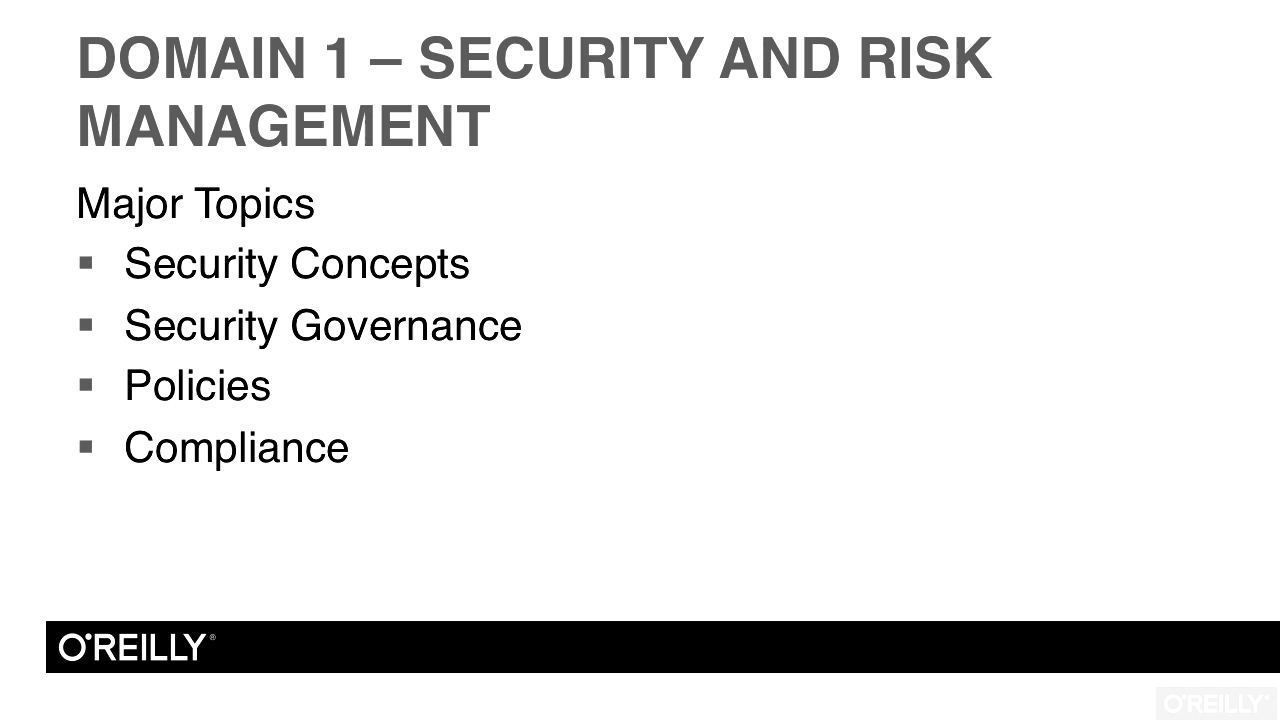 DOMAIN 1 – SECURITY AND RISK
MANAGEMENT
Major Topics
▪ Security Concepts
▪ Security Governance
▪ Policies
▪ Compliance
O'REILLY®
O'REILLY®